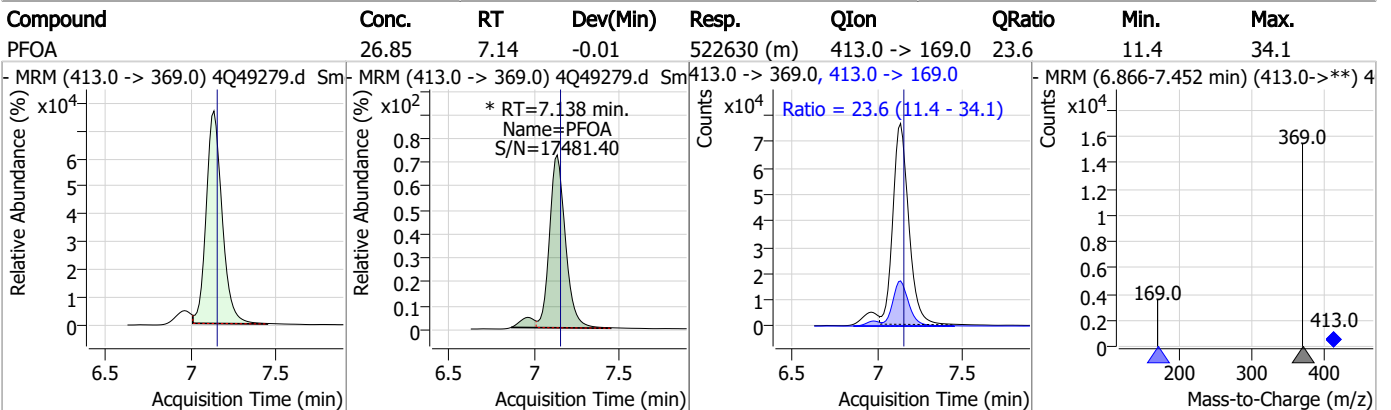 Compound Conc. RT Dev(Min) Resp. QIon QRatio Min. Max.
PFOA 26.85 7.14 -0.01 522630 (m) 413.0 -> 169.0 23.6 11.4 34.1
- MRM (413.0 -> 369.0) 4Q49279.d Sm
x10⁴
Relative Abundance (%)
6
5
4
3
2
1
0
6.5 7 7.5
Acquisition Time (min)
- MRM (413.0 -> 369.0) 4Q49279.d Sm
x10²
* RT=7.138 min.
Name=PFOA
S/N=17481.40
Relative Abundance (%)
0.8
0.7
0.6
0.5
0.4
0.3
0.2
0.1
0
6.5 7 7.5
Acquisition Time (min)
413.0 -> 369.0, 413.0 -> 169.0
x10⁴
Ratio = 23.6 (11.4 - 34.1)
Counts
7
6
5
4
3
2
1
0
6.5 7 7.5
Acquisition Time (min)
- MRM (6.866-7.452 min) (413.0->**) 4
x10⁴
Counts
1.6
1.4
1.2
1
0.8
0.6
0.4
0.2
0
369.0
169.0
413.0
200 300 400
Mass-to-Charge (m/z)